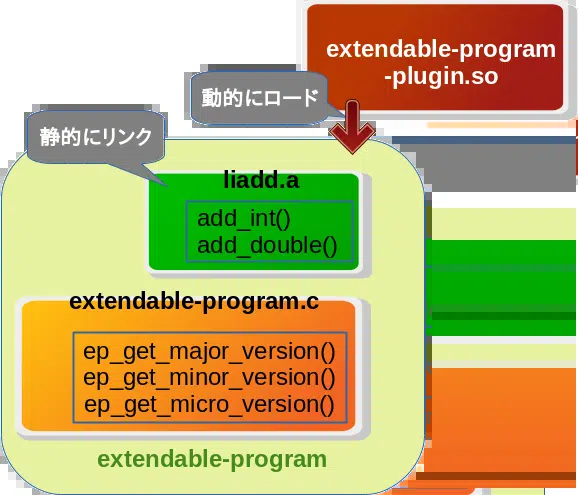 extendable-program
-plugin.so
動的にロード
静的にリンク
liadd.a
add_int()
add_double()
extendable-program.c
ep_get_major_version()
ep_get_minor_version()
ep_get_micro_version()
extendable-program